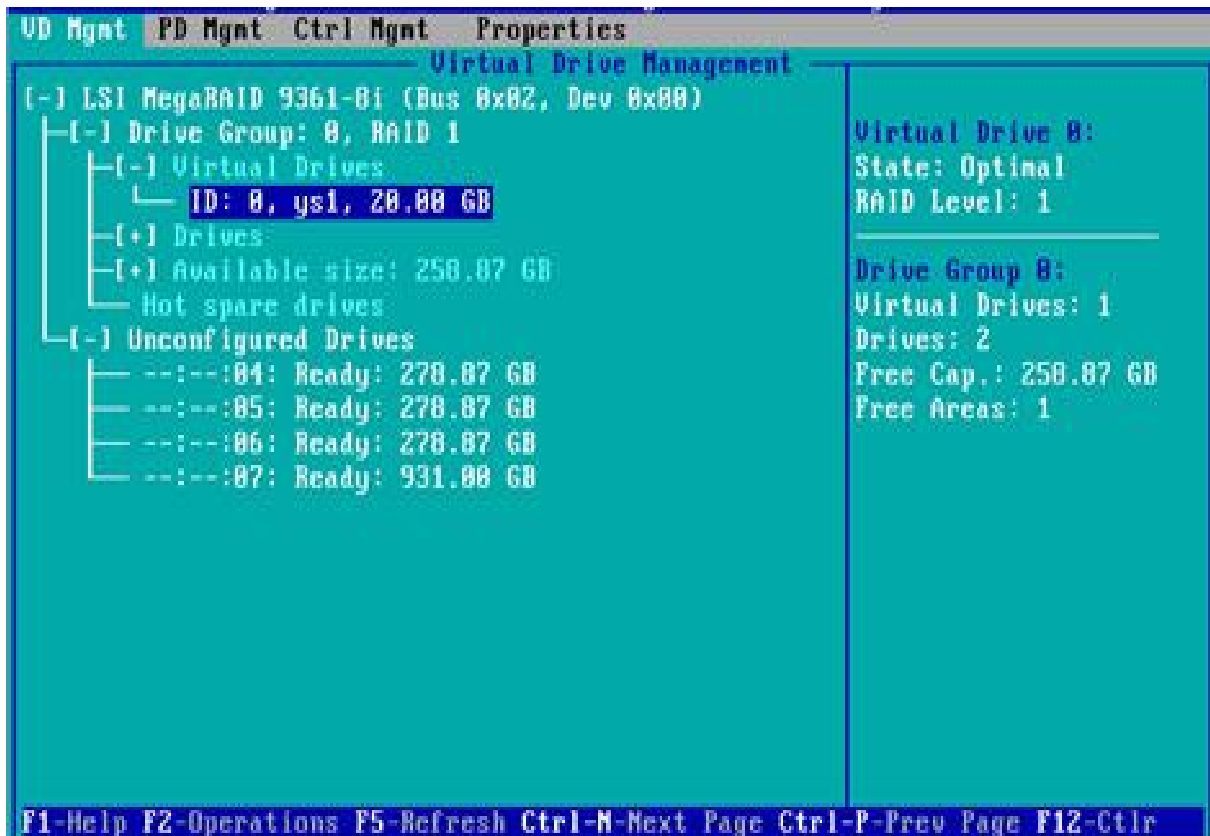 VD Mgmt PD Mgmt Ctrl Mgmt Properties
Virtual Drive Management
[-] LSI MegaRAID 9361-8i (Bus 0x02, Dev 0x00)
[-] Drive Group: 0, RAID 1
[-] Virtual Drives
ID: 0, ys1, 20.00 GB
[+] Drives
[+] Available size: 258.87 GB
Hot spare drives
[-] Unconfigured Drives
--:--:04: Ready: 278.87 GB
--:--:05: Ready: 278.87 GB
--:--:06: Ready: 278.87 GB
--:--:07: Ready: 931.00 GB
Virtual Drive 0:
State: Optimal
RAID Level: 1
Drive Group 0:
Virtual Drives: 1
Drives: 2
Free Cap.: 258.87 GB
Free Areas: 1
F1-Help F2-Operations F5-Refresh Ctrl-N-Next Page Ctrl-P-Prev Page F12-Ctlr